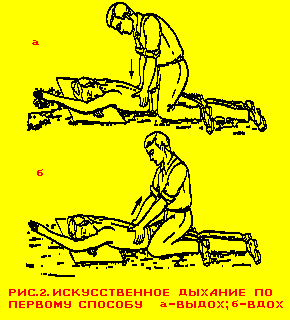 а
б
РИС.2.ИСКУССТВЕННОЕ ДЫХАНИЕ ПО
ПЕРВОМУ СПОСОБУ а-ВЫДОХ; б-ВДОХ